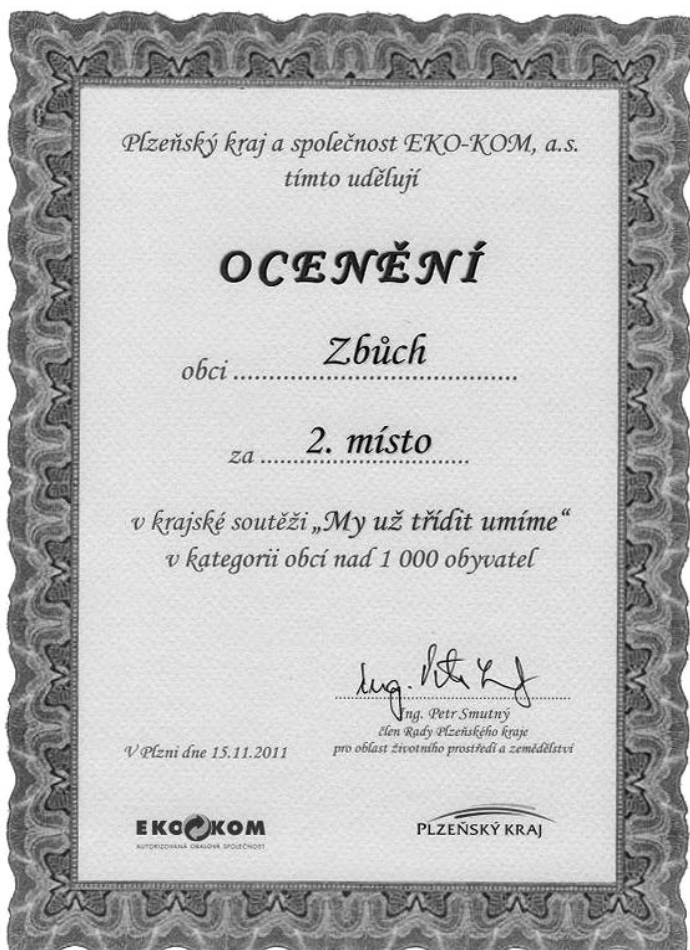 Plzeňský kraj a společnost EKO-KOM, a.s.
tímto udělují
OCENĚNÍ
obci Zbůch
za 2. místo
v krajské soutěži „My už třídit umíme“
v kategorii obcí nad 1 000 obyvatel
Ing. Petr Smutný
člen Rady Plzeňského kraje
pro oblast životního prostředí a zemědělství
V Plzni dne 15.11.2011
EKO KOM
AUTORIZOVANÁ OBALOVÁ SPOLEČNOST
PLZEŇSKÝ KRAJ